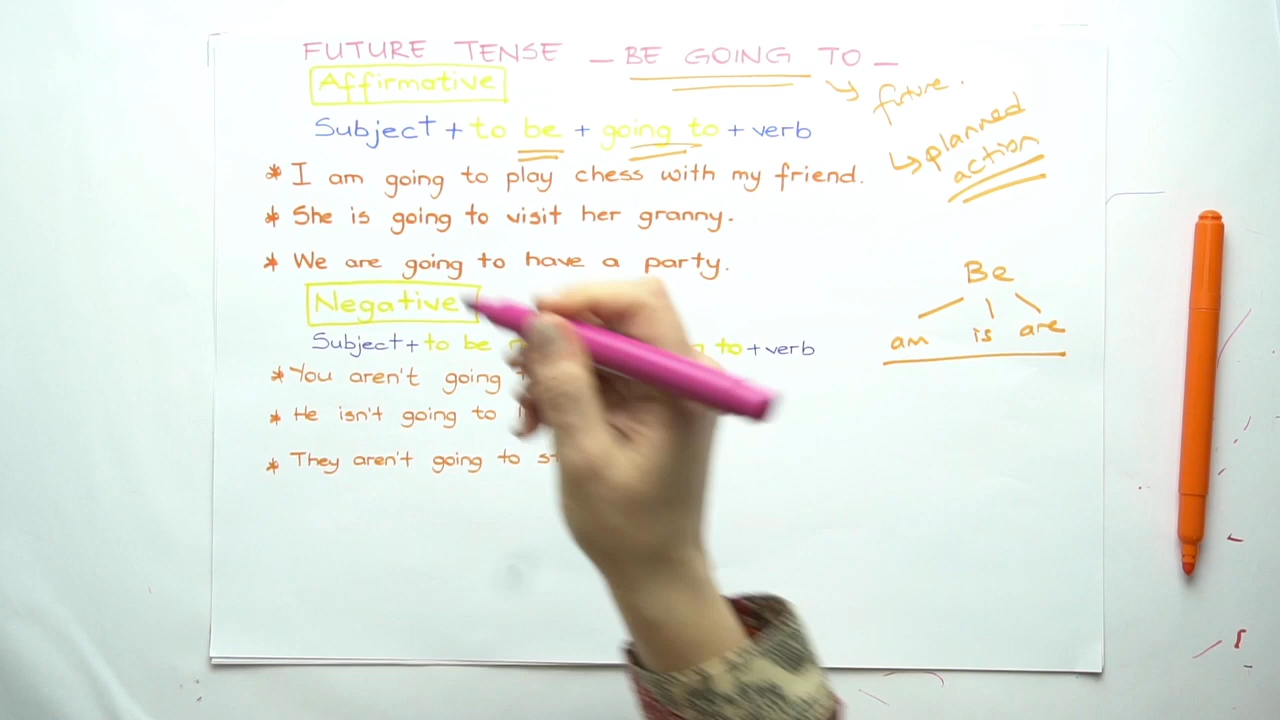 FUTURE TENSE _ BE GOING TO _
Affirmative
future.
planned
action
Subject + to be + going to + verb
* I am going to play chess with my friend.
* She is going to visit her granny.
* We are going to have a party.
Be
am is are
Negative
Subject + to be to + verb
* You aren't going
* He isn't going to
* They aren't going to